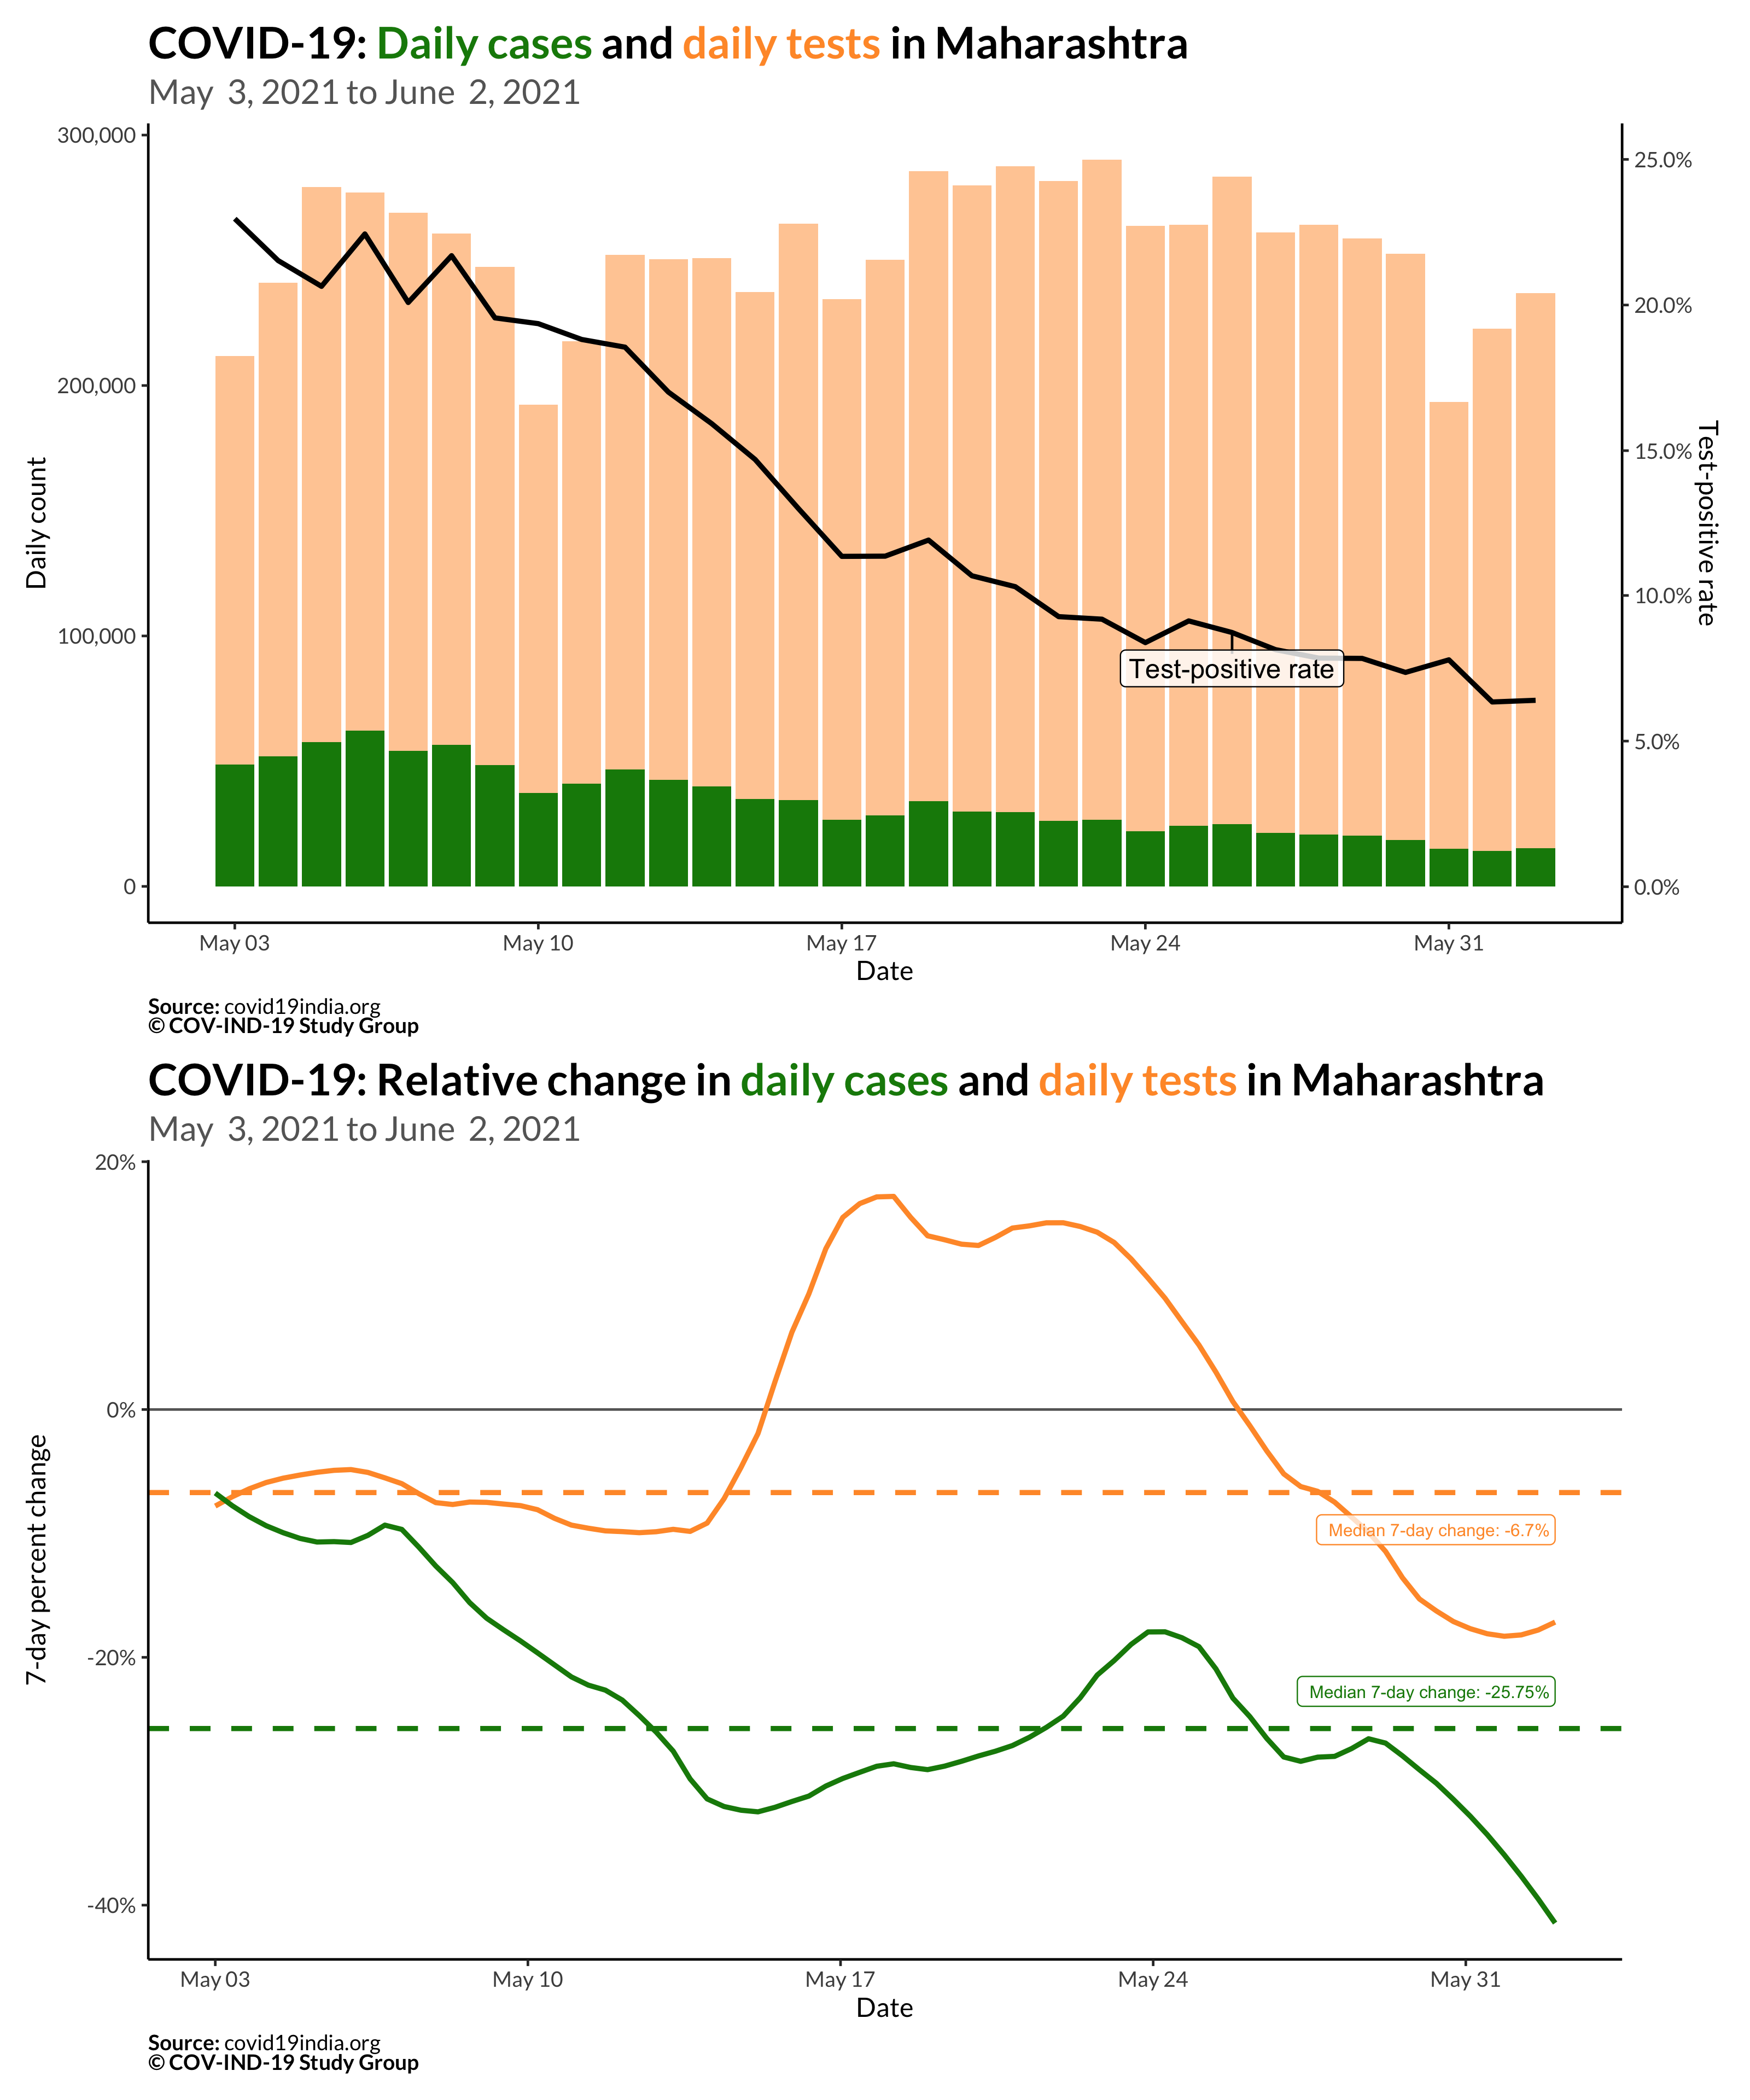 COVID-19: Daily cases and daily tests in Maharashtra
May 3, 2021 to June 2, 2021
300,000
200,000
100,000
0
Daily count
25.0%
20.0%
15.0%
10.0%
5.0%
0.0%
Test-positive rate
Test-positive rate
May 03 May 10 May 17 May 24 May 31
Date
Source: covid19india.org
© COV-IND-19 Study Group
COVID-19: Relative change in daily cases and daily tests in Maharashtra
May 3, 2021 to June 2, 2021
20%
0%
-20%
-40%
7-day percent change
Median 7-day change: -6.7%
Median 7-day change: -25.75%
May 03 May 10 May 17 May 24 May 31
Date
Source: covid19india.org
© COV-IND-19 Study Group